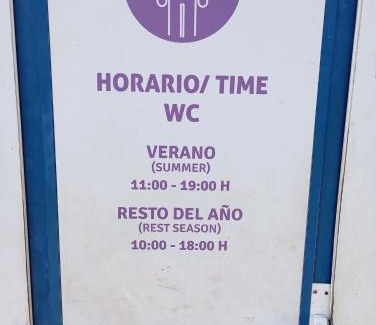 HORARIO/ TIME
WC
VERANO
(SUMMER)
11:00 - 19:00 H
RESTO DEL AÑO
(REST SEASON)
10:00 - 18:00 H